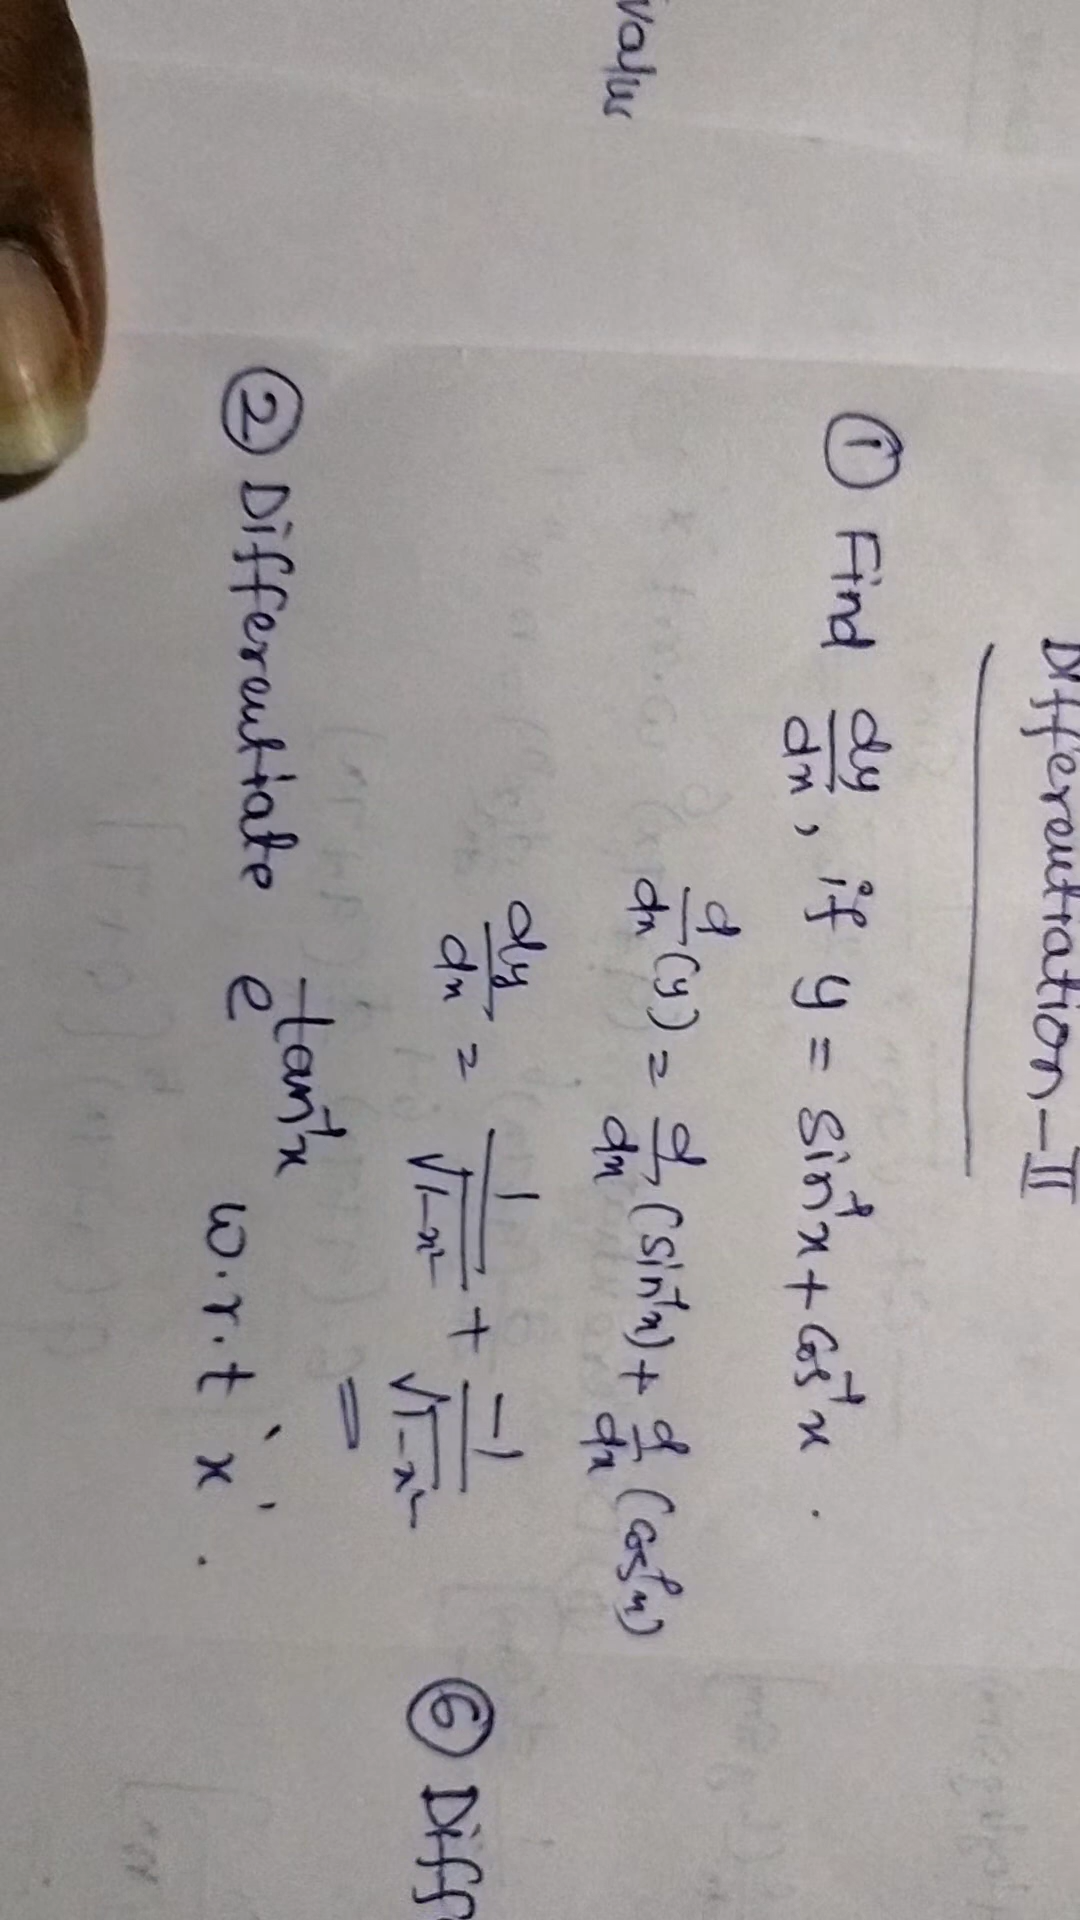 value
Differentiation-II
① Find dy/dx, if y = sin⁻¹x + cos⁻¹x.
d/dx (y) = d/dx (sin⁻¹x) + d/dx (cos⁻¹x)
dy/dx = 1/√1-x² + -1/√1-x²
=
② Differentiate e^tan⁻¹x w.r.t 'x'.
⑥ Diff